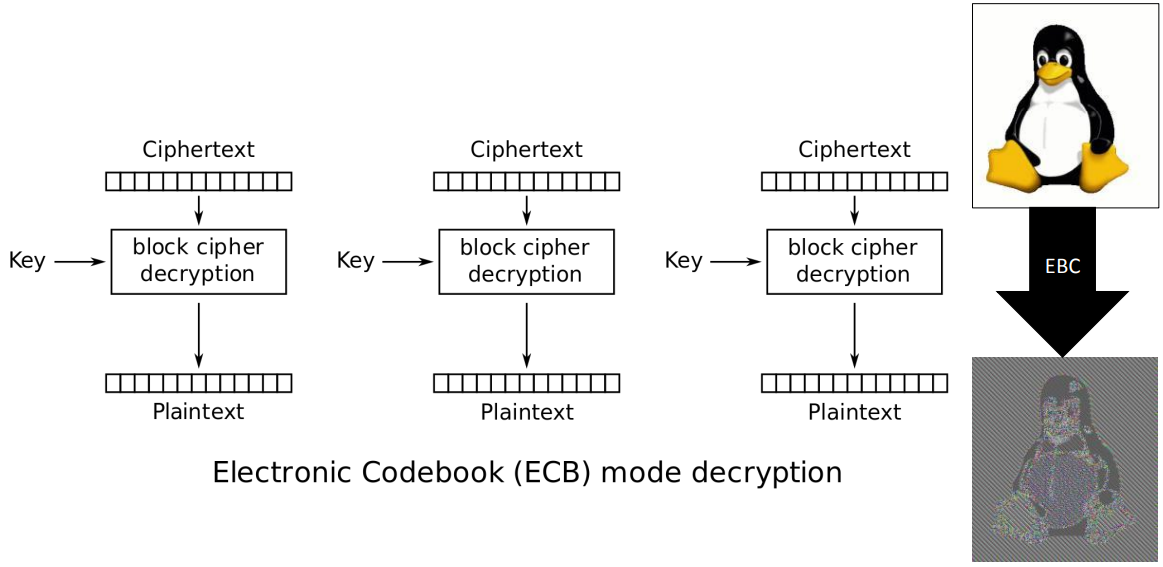 Ciphertext
Ciphertext
Ciphertext
Key
block cipher
decryption
Key
block cipher
decryption
Key
block cipher
decryption
EBC
Plaintext
Plaintext
Plaintext
Electronic Codebook (ECB) mode decryption